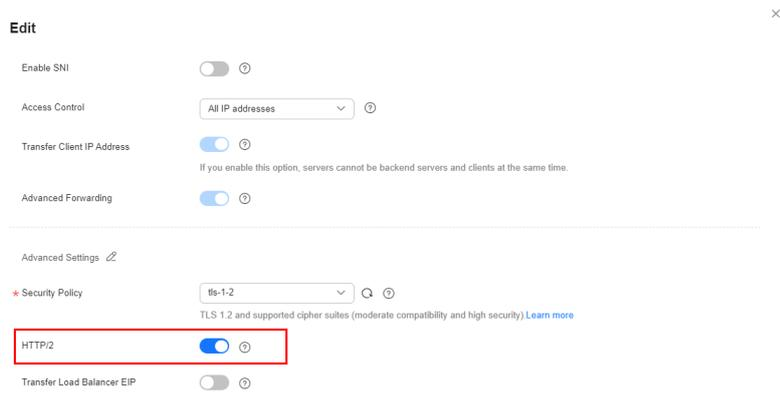 Edit
Enable SNI
Access Control All IP addresses
Transfer Client IP Address
If you enable this option, servers cannot be backend servers and clients at the same time.
Advanced Forwarding
Advanced Settings
* Security Policy tls-1-2
TLS 1.2 and supported cipher suites (moderate compatibility and high security).Learn more
HTTP/2
Transfer Load Balancer EIP